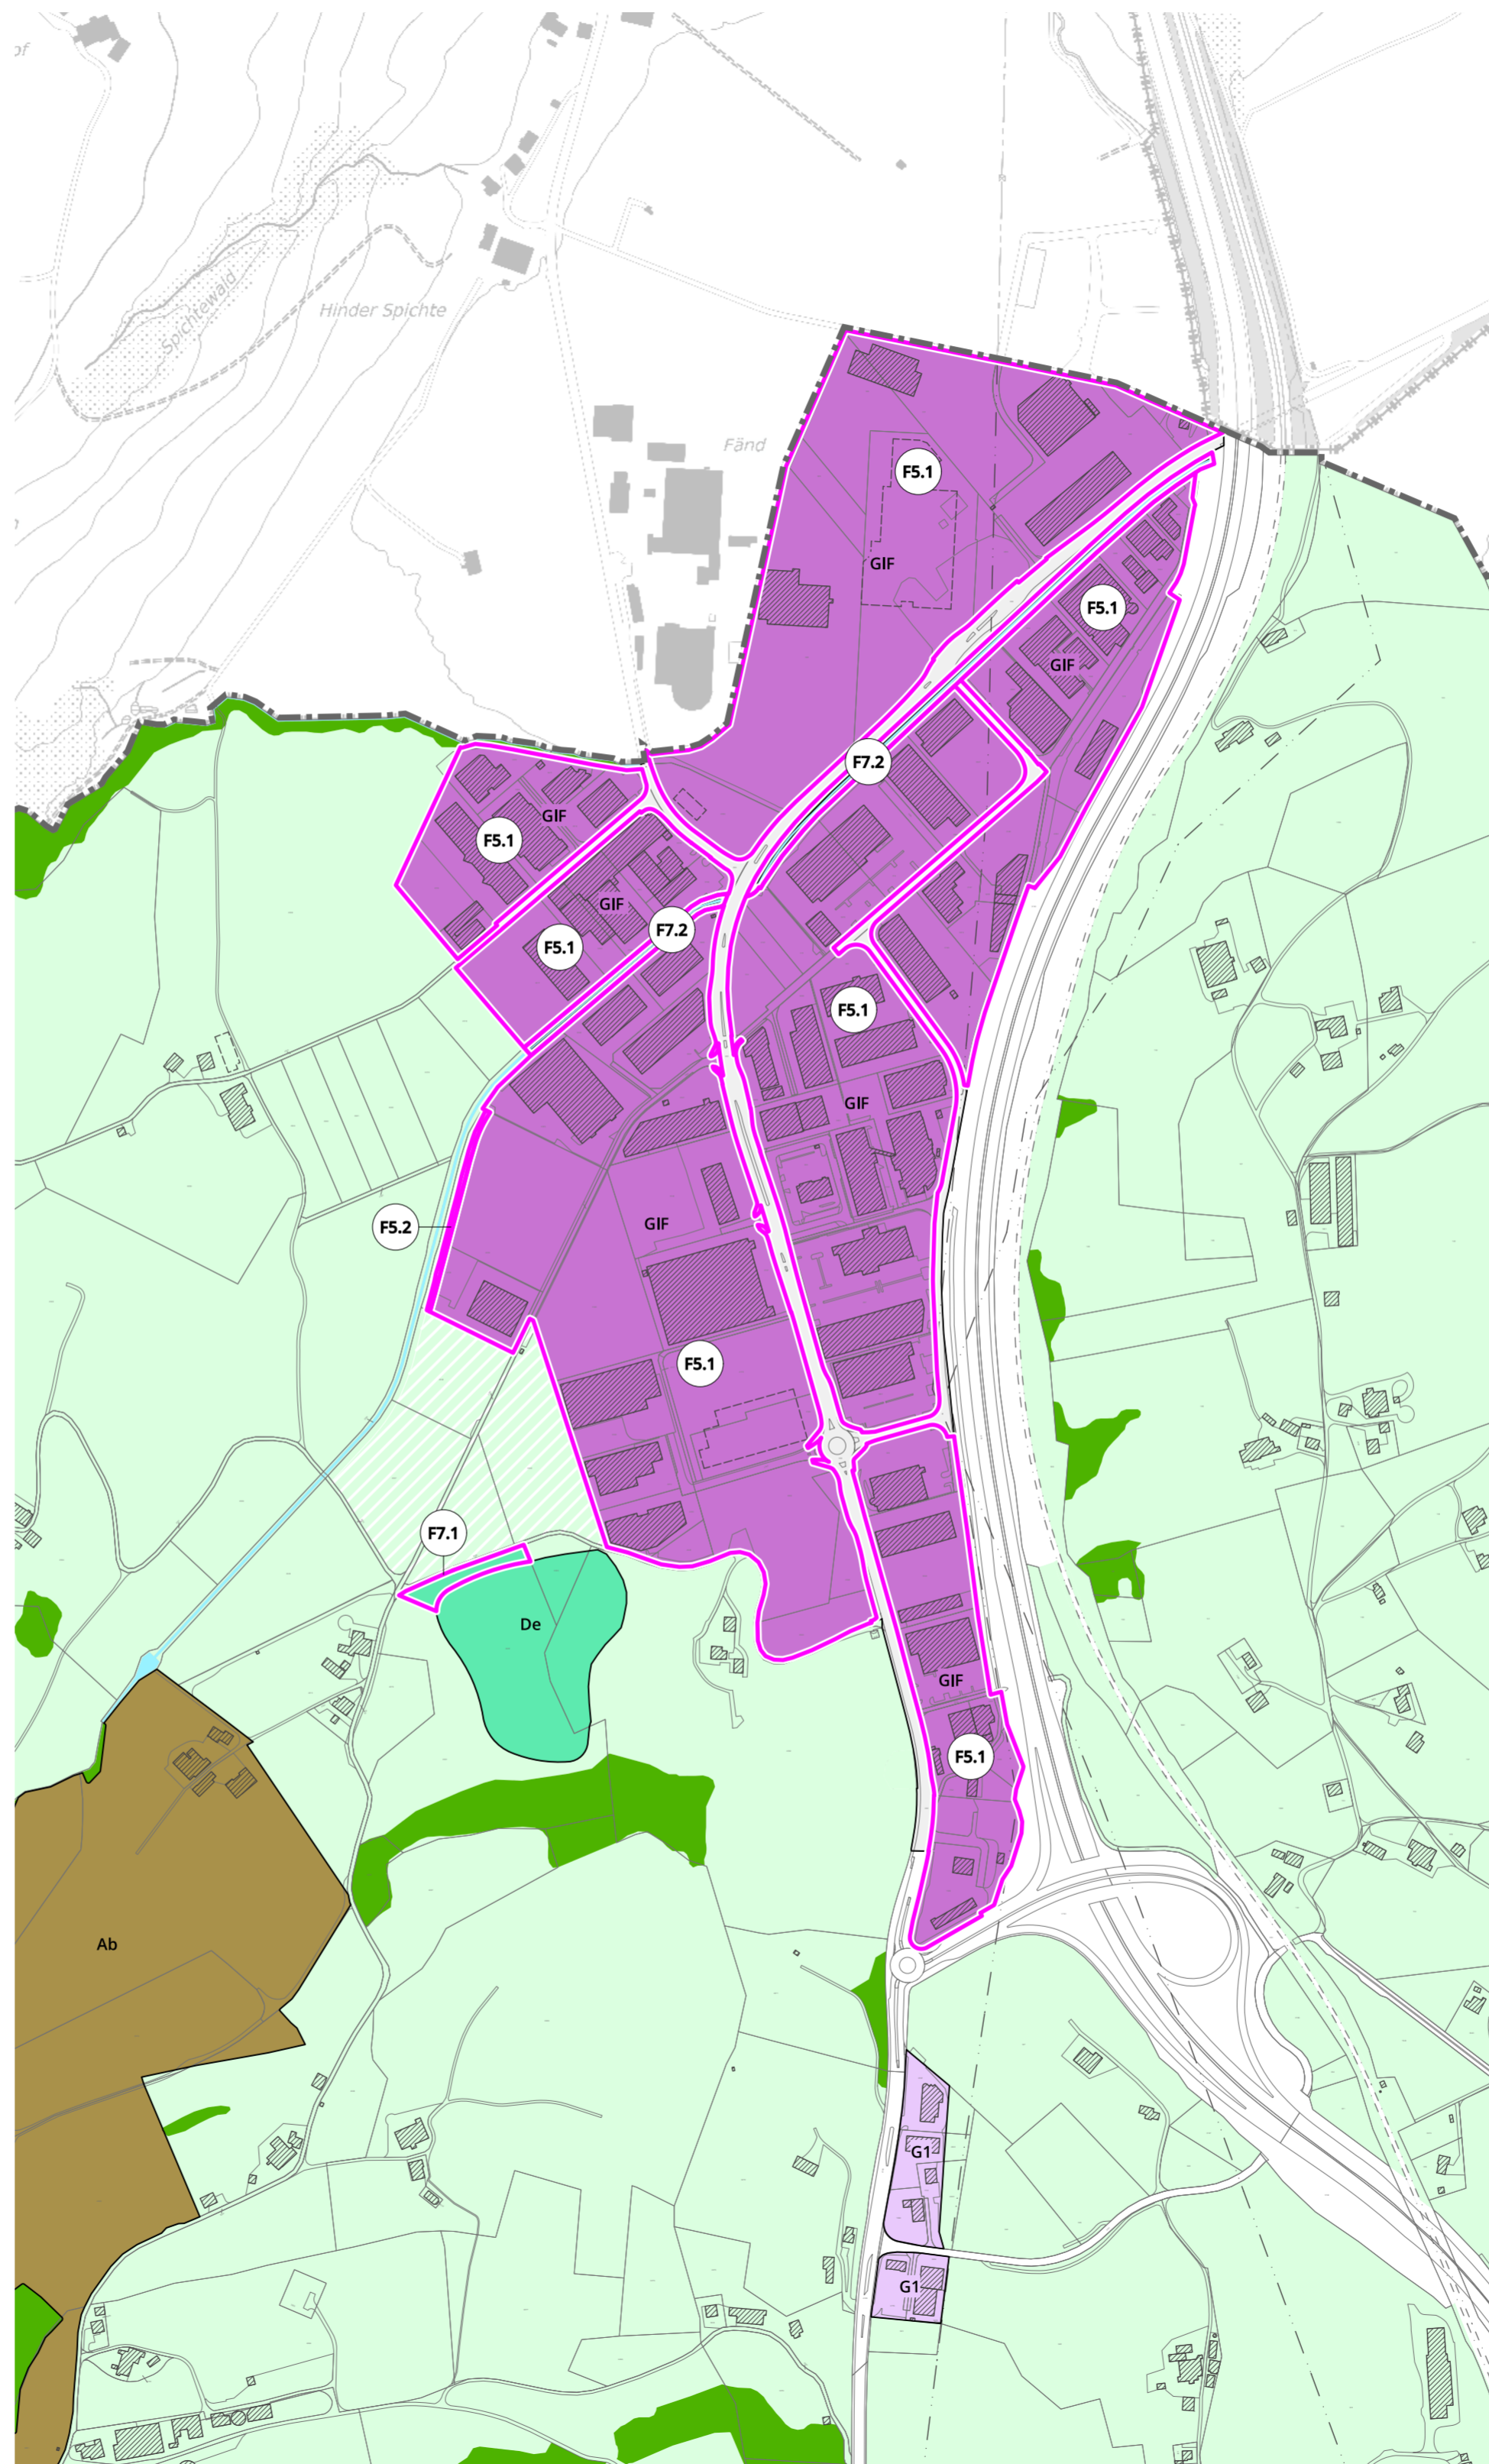 of
Spichtewald
Hinder Spichte
Fänd
F5.1
GIF
F5.1
GIF
F7.2
GIF
F5.1
GIF
F7.2
F5.1
F5.1
GIF
GIF
F5.2
F5.1
F7.1
De
GIF
F5.1
Ab
G1
G1